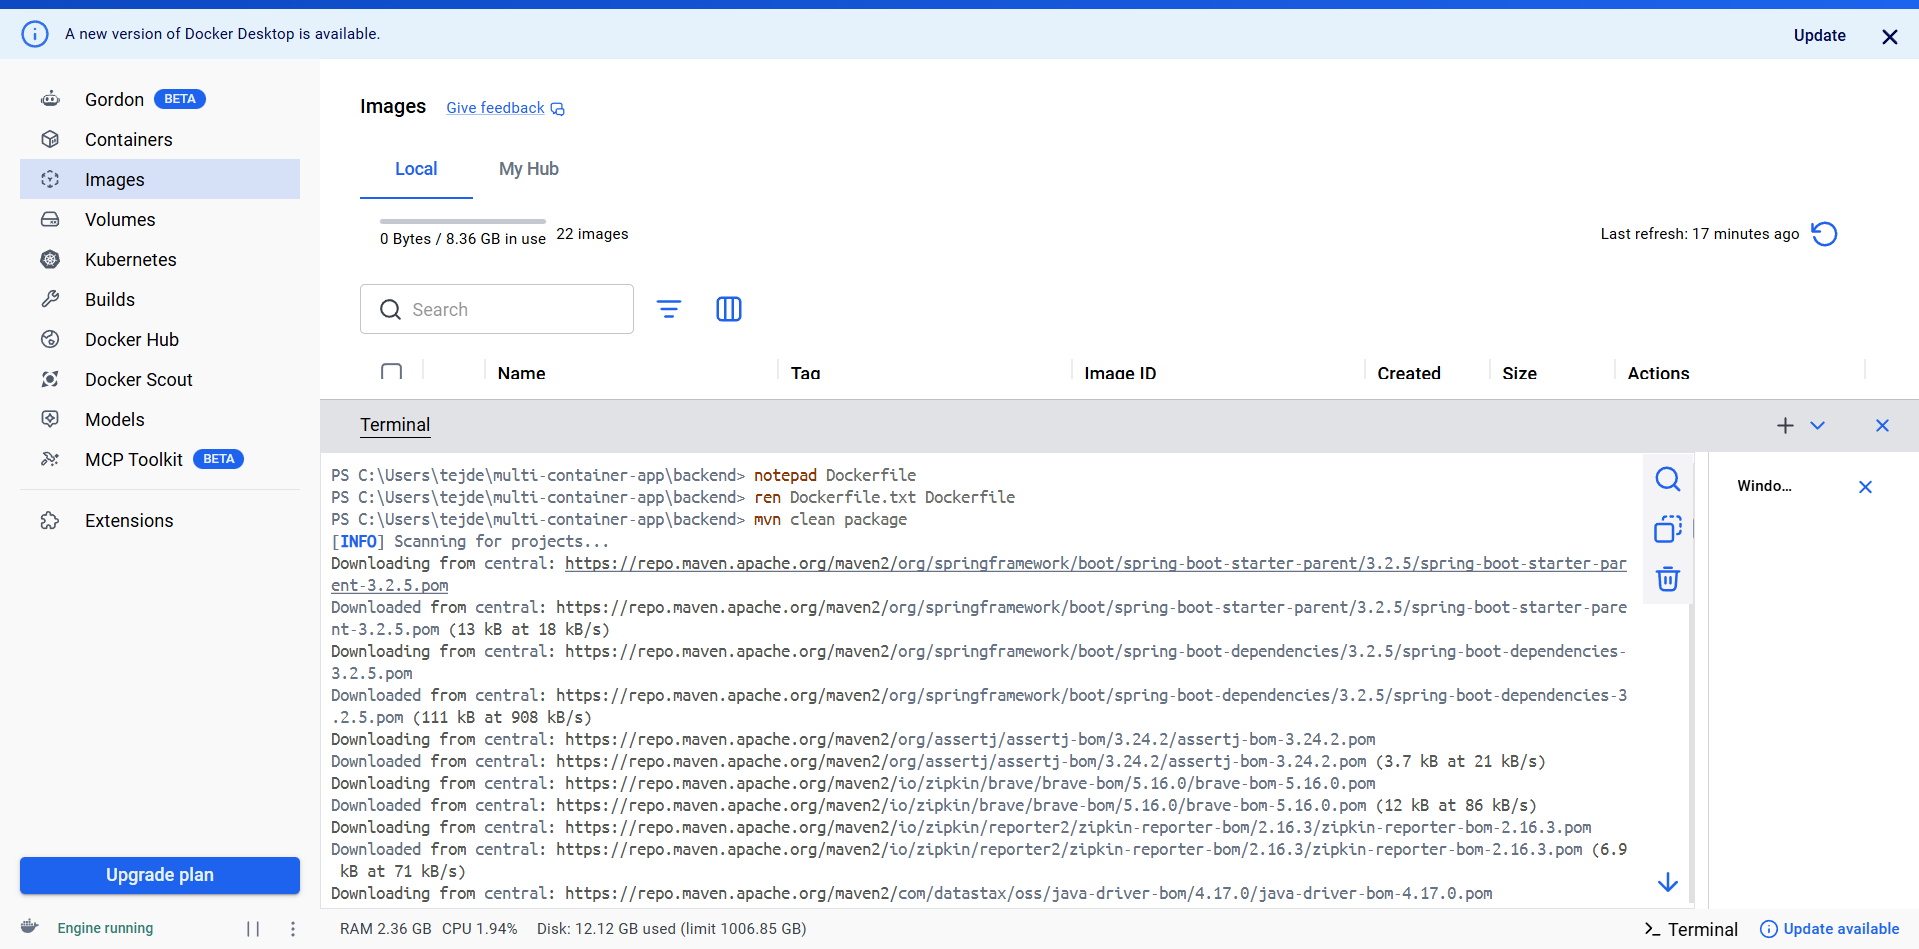 A new version of Docker Desktop is available.
Update
Gordon BETA
Containers
Images
Volumes
Kubernetes
Builds
Docker Hub
Docker Scout
Models
MCP Toolkit BETA
Extensions
Upgrade plan
Engine running
Images Give feedback
Local My Hub
0 Bytes / 8.36 GB in use 22 images
Last refresh: 17 minutes ago
Search
Name Tag Image ID Created Size Actions
Terminal
PS C:\Users\tejde\multi-container-app\backend> notepad Dockerfile
PS C:\Users\tejde\multi-container-app\backend> ren Dockerfile.txt Dockerfile
PS C:\Users\tejde\multi-container-app\backend> mvn clean package
[INFO] Scanning for projects...
Downloading from central: https://repo.maven.apache.org/maven2/org/springframework/boot/spring-boot-starter-parent/3.2.5/spring-boot-starter-par
ent-3.2.5.pom
Downloaded from central: https://repo.maven.apache.org/maven2/org/springframework/boot/spring-boot-starter-parent/3.2.5/spring-boot-starter-pare
nt-3.2.5.pom (13 kB at 18 kB/s)
Downloading from central: https://repo.maven.apache.org/maven2/org/springframework/boot/spring-boot-dependencies/3.2.5/spring-boot-dependencies-
3.2.5.pom
Downloaded from central: https://repo.maven.apache.org/maven2/org/springframework/boot/spring-boot-dependencies/3.2.5/spring-boot-dependencies-3
.2.5.pom (111 kB at 908 kB/s)
Downloading from central: https://repo.maven.apache.org/maven2/org/assertj/assertj-bom/3.24.2/assertj-bom-3.24.2.pom
Downloaded from central: https://repo.maven.apache.org/maven2/org/assertj/assertj-bom/3.24.2/assertj-bom-3.24.2.pom (3.7 kB at 21 kB/s)
Downloading from central: https://repo.maven.apache.org/maven2/io/zipkin/brave/brave-bom/5.16.0/brave-bom-5.16.0.pom
Downloaded from central: https://repo.maven.apache.org/maven2/io/zipkin/brave/brave-bom/5.16.0/brave-bom-5.16.0.pom (12 kB at 86 kB/s)
Downloading from central: https://repo.maven.apache.org/maven2/io/zipkin/reporter2/zipkin-reporter-bom/2.16.3/zipkin-reporter-bom-2.16.3.pom
Downloaded from central: https://repo.maven.apache.org/maven2/io/zipkin/reporter2/zipkin-reporter-bom/2.16.3/zipkin-reporter-bom-2.16.3.pom (6.9
kB at 71 kB/s)
Downloading from central: https://repo.maven.apache.org/maven2/com/datastax/oss/java-driver-bom/4.17.0/java-driver-bom-4.17.0.pom
Windo...
RAM 2.36 GB CPU 1.94% Disk: 12.12 GB used (limit 1006.85 GB)
Terminal
Update available